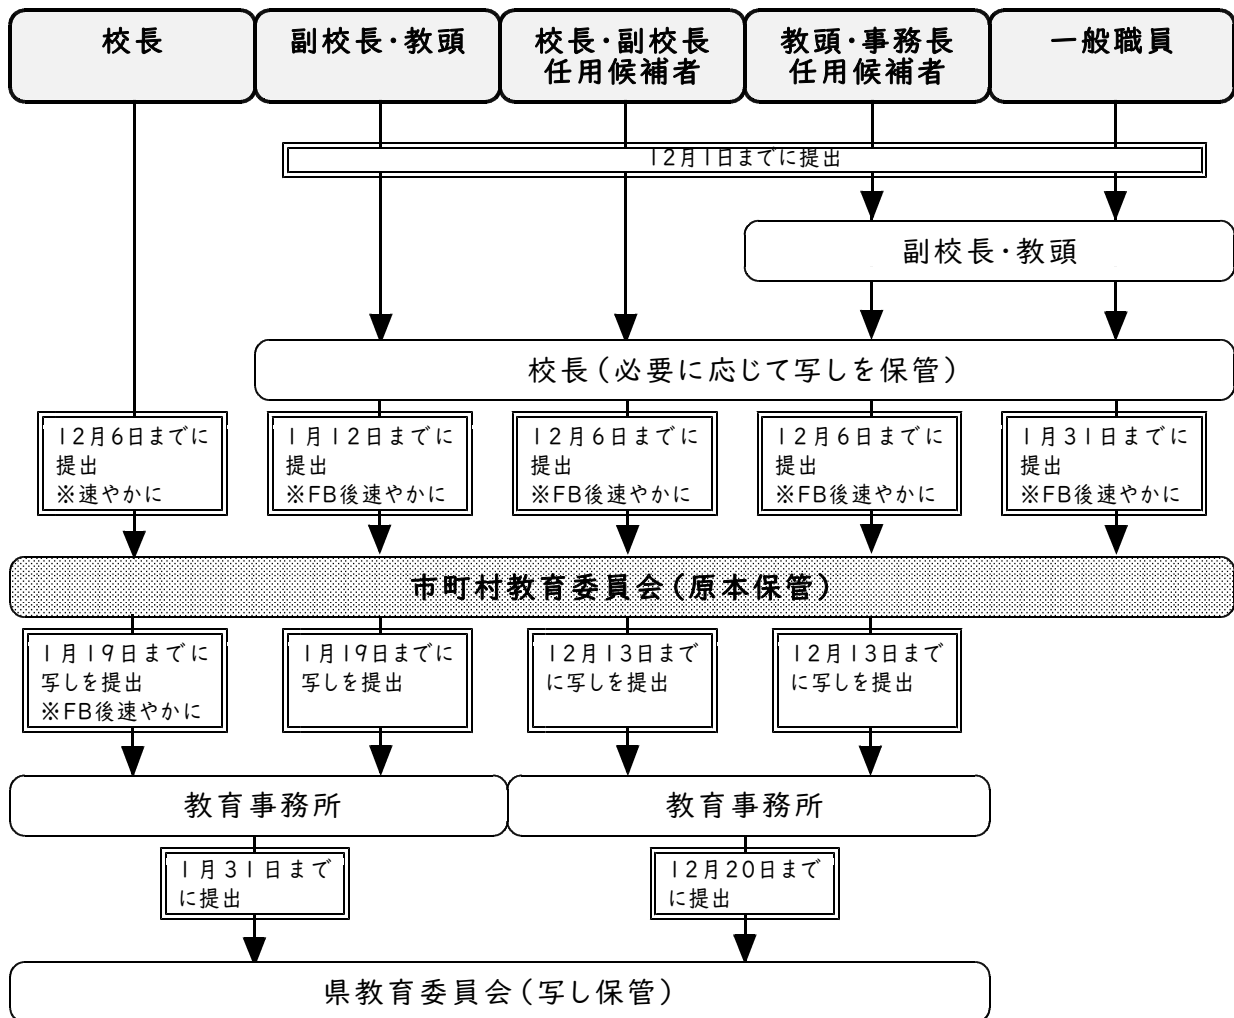 校長
副校長・教頭
校長・副校長
任用候補者
教頭・事務長
任用候補者
一般職員
12月1日までに提出
副校長・教頭
校長（必要に応じて写しを保管）
12月6日までに
提出
※速やかに
1月12日までに
提出
※FB後速やかに
12月6日までに
提出
※FB後速やかに
12月6日までに
提出
※FB後速やかに
1月31日までに
提出
※FB後速やかに
市町村教育委員会（原本保管）
1月19日までに
写しを提出
※FB後速やかに
1月19日までに
写しを提出
12月13日まで
に写しを提出
12月13日まで
に写しを提出
教育事務所
教育事務所
1月31日まで
に提出
12月20日まで
に提出
県教育委員会（写し保管）